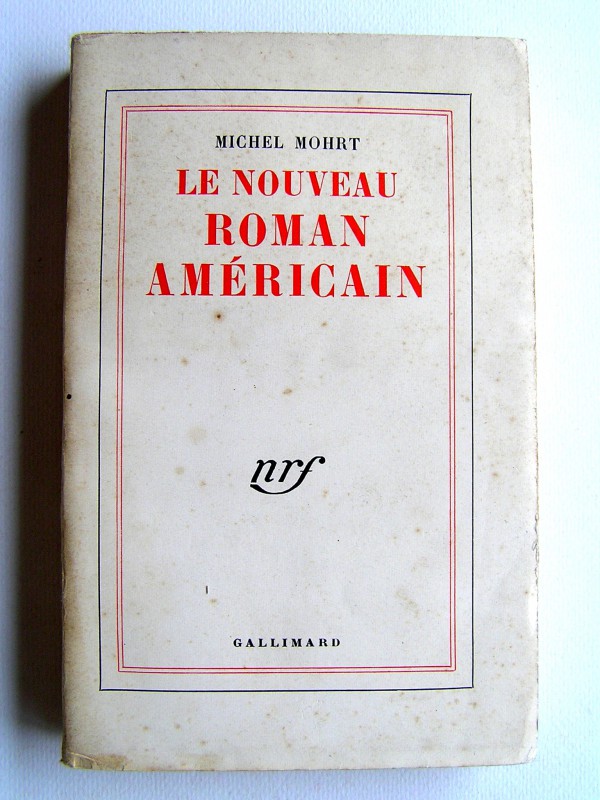 MICHEL MOHRT
LE NOUVEAU
ROMAN
AMÉRICAIN
nrf
GALLIMARD